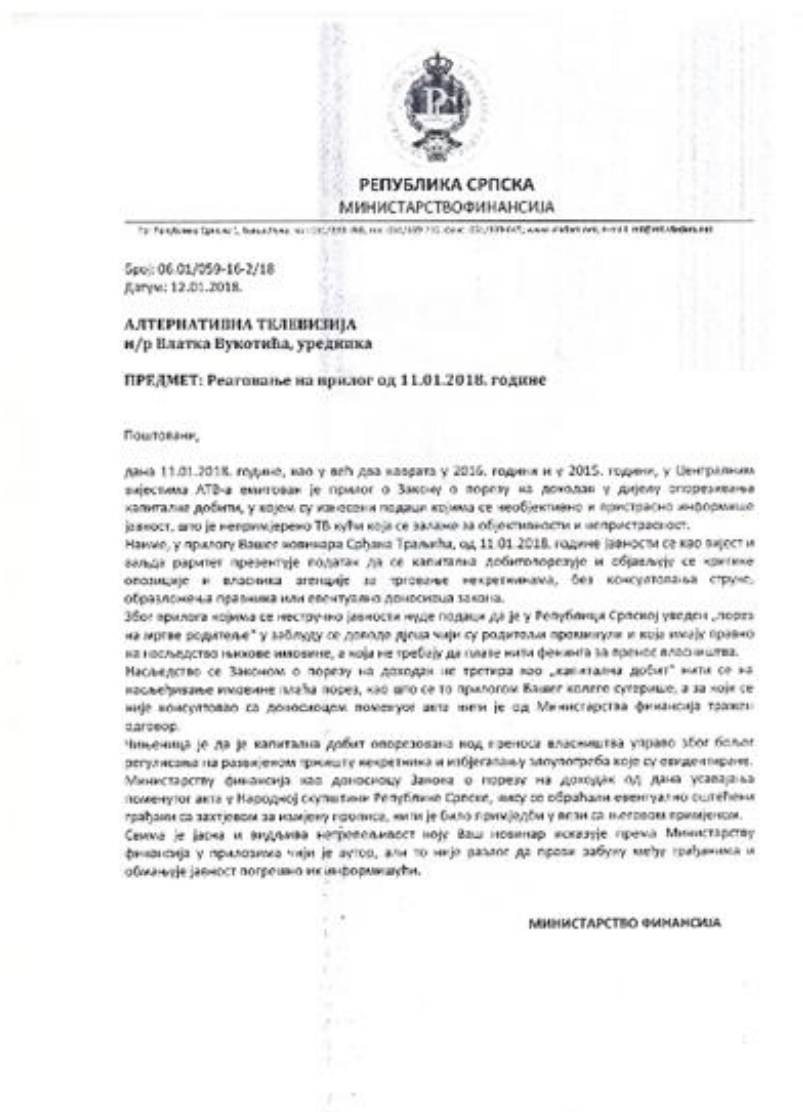 РЕПУБЛИКА СРПСКА
МИНИСТАРСТВОФИНАНСИЈА
Број: 06.01/059-16-2/18
Датум: 12.01.2018.
АЛТЕРНАТИВНА ТЕЛЕВИЗИЈА
н/р Влатка Вукотића, уредника
ПРЕДМЕТ: Реаговање на прилог од 11.01.2018. године
Поштовани,
дана 11.01.2018. године, као у већ два наврата у 2016. години и у 2015. години, у Централним
вијестима АТВ-а емитован је прилог о Закону о порезу на доходак у дијелу опорезивања
капиталне добити, у којем су изнесени подаци којима се необјективно и пристрасно информише
јавност, што је непримјерено ТВ кући која се залаже за објективности и непристрасност.
Наиме, у прилогу Вашег новинара Срђана Траљића, од 11.01.2018. године јавности се као вијест и
ваљда раритет презентује податак да се капитална добитопорезује и објављују се критике
опозиције и власника агенције за трговање некретнинама, без консултовања струче,
образложења правника или евентуално доносиоца закона.
Због прилога којима се нестручно јавности нуде подаци да је у Републици Српској уведен „порез
на мртве родитеље" у заблуду се доводе дјеца чији су родитељи преминули и која имају правно
на носљедство њихове имовине, а која не требају да плате нити фенинга за пренос власништва.
Насљедство се Законом о порезу на доходак не третира као „капитална добит" нити се на
насљеђивање имовине плаћа порез, као што се то прилогом Вашег колеге сугерише, а за који се
није консултовао са доносиоцем поменутог акта нити је од Министарства финансија тражен
одговор.
Чињеница је да је капитална добит опорезована код преноса власништва управо због бољег
регулисања на развијеном тржишту некретнина и избјегавању злоупотреба које су евидентиране.
Министарству финансија као доносиоцу Закона о порезу на доходак од дана усвајања
поменутог акта у Народној скупштини Републике Српске, нису се обраћали евентуално оштећени
грађани са захтјевом за измјену прописа, нити је било примједби у вези са његовом примјеном.
Свима је јасна и видљива нетрпељивост коју Ваш новинар исказује према Министарству
финансија у прилозима чији је аутор, али то није разлог да прави забуну међу грађанима и
обмањује јавност погрешно их информишући.
МИНИСТАРСТВО ФИНАНСИЈА